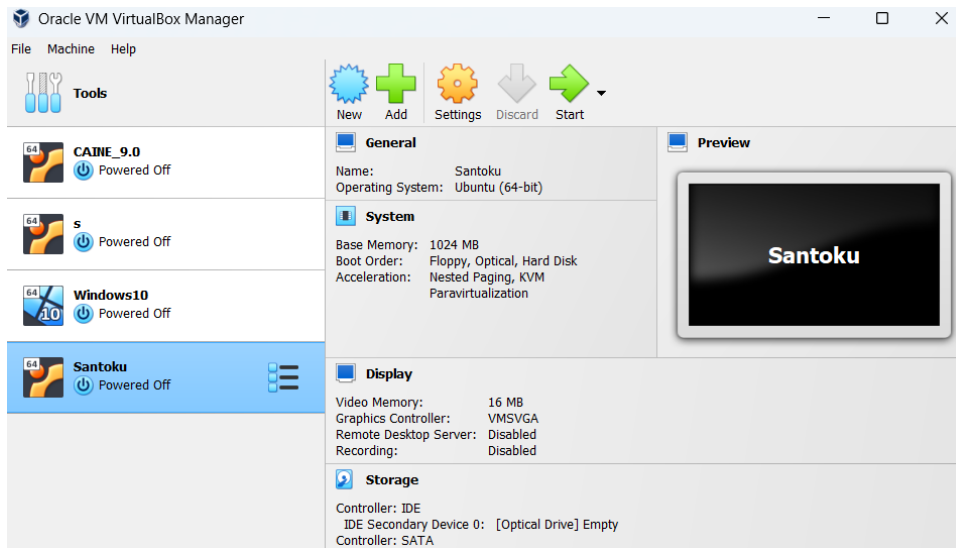 Oracle VM VirtualBox Manager
File Machine Help
Tools
New Add Settings Discard Start
64
CAINE_9.0
Powered Off
64
s
Powered Off
64
10
Windows10
Powered Off
64
Santoku
Powered Off
General
Name: Santoku
Operating System: Ubuntu (64-bit)
System
Base Memory: 1024 MB
Boot Order: Floppy, Optical, Hard Disk
Acceleration: Nested Paging, KVM
Paravirtualization
Preview
Santoku
Display
Video Memory: 16 MB
Graphics Controller: VMSVGA
Remote Desktop Server: Disabled
Recording: Disabled
Storage
Controller: IDE
IDE Secondary Device 0: [Optical Drive] Empty
Controller: SATA